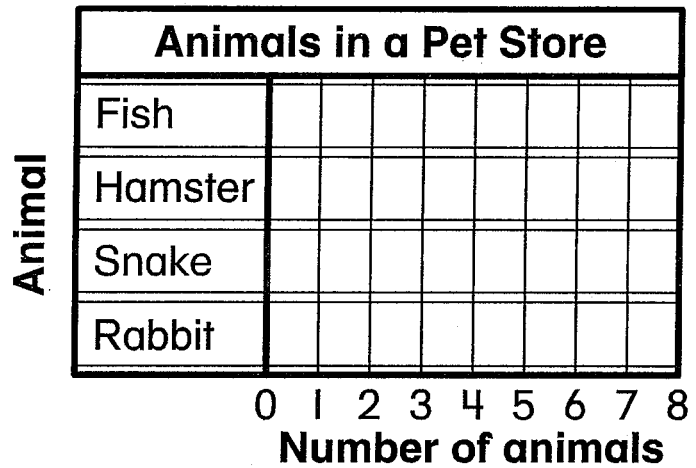 Animals in a Pet Store
Animal
Fish
Hamster
Snake
Rabbit
0 1 2 3 4 5 6 7 8
Number of animals